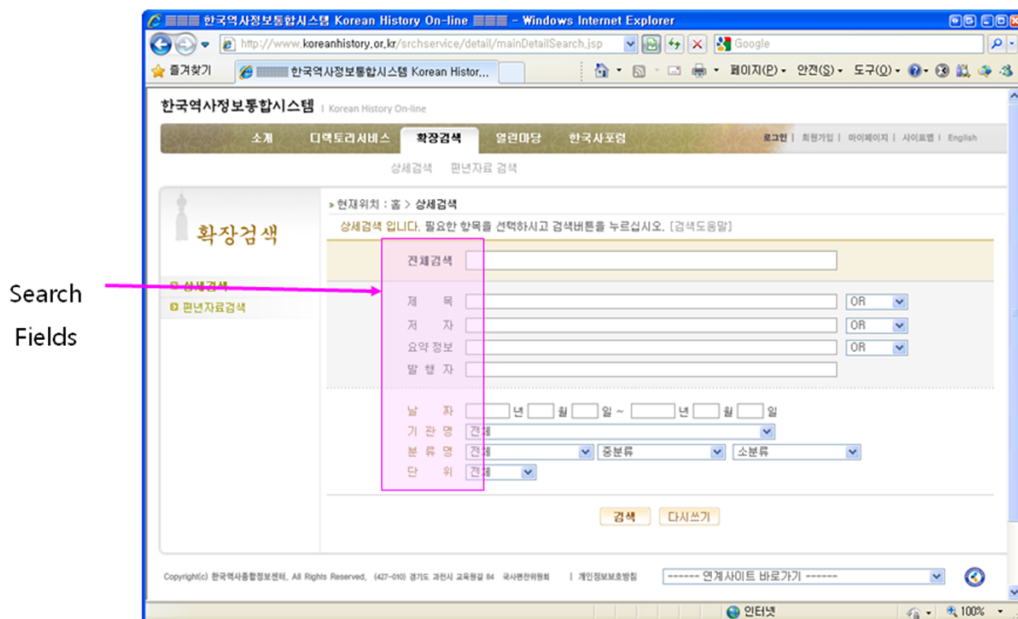 한국역사정보통합시스템 Korean History On-line - Windows Internet Explorer
http://www.koreanhistory.or.kr/srchservice/detail/mainDetailSearch.jsp
Google
즐겨찾기
한국역사정보통합시스템 Korean Histor...
페이지(P) 안전(S) 도구(O)
한국역사정보통합시스템 | Korean History On-line
소개 디렉토리서비스 확장검색 열린마당 한국사포럼 로그인 | 회원가입 | 마이페이지 | 사이트맵 | English
상세검색 편년자료 검색
» 현재위치 : 홈 > 상세검색
확장검색
상세검색 입니다. 필요한 항목을 선택하시고 검색버튼을 누르십시오. [검색도움말]
전체검색
상세검색
편년자료검색
Search
Fields
제 목 OR
저 자 OR
요약정보 OR
발 행 자
날 짜 년 월 일 ~ 년 월 일
기 관 명 전체
분 류 명 전체 중분류 소분류
단 위 전체
검색 다시쓰기
Copyright(c) 한국역사종합정보센터, All Rights Reserved, (427-010) 경기도 과천시 교육원길 84 국사편찬위원회 | 개인정보보호방침
------ 연계사이트 바로가기 ------
인터넷 100%